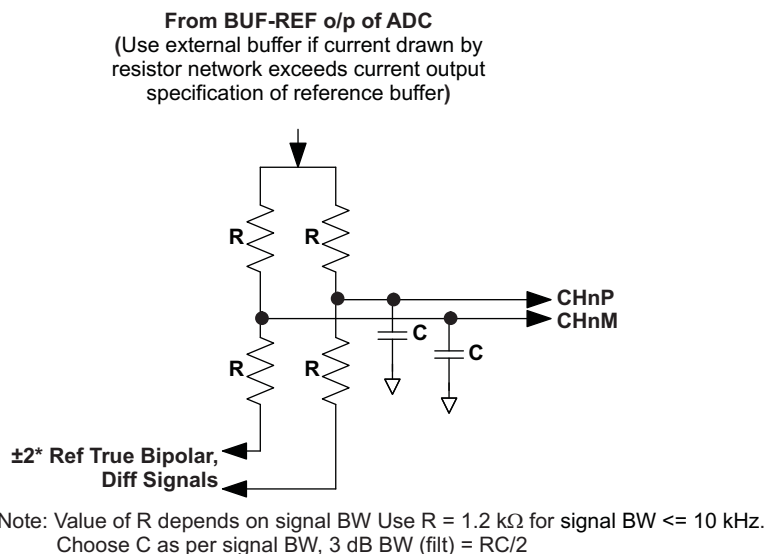 From BUF-REF o/p of ADC
(Use external buffer if current drawn by
resistor network exceeds current output
specification of reference buffer)
R
R
CHnP
CHnM
C
C
R
R
±2* Ref True Bipolar,
Diff Signals
Note: Value of R depends on signal BW Use R = 1.2 kΩ for signal BW <= 10 kHz.
Choose C as per signal BW, 3 dB BW (filt) = RC/2